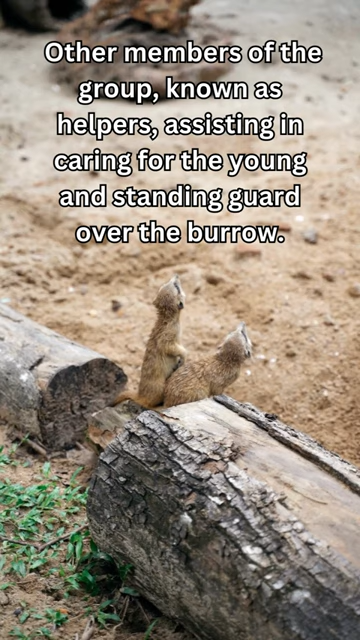 Other members of the
group, known as
helpers, assisting in
caring for the young
and standing guard
over the burrow.